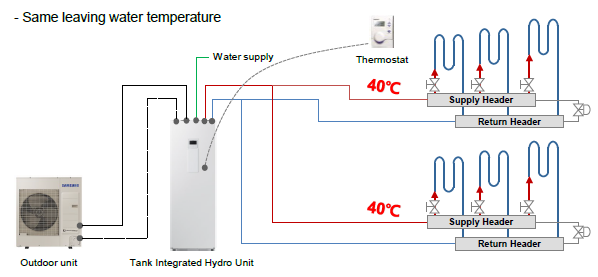 - Same leaving water temperature
Water supply
Thermostat
40℃
Supply Header
Return Header
40℃
Supply Header
Return Header
SAMSUNG
Outdoor unit
Tank Integrated Hydro Unit